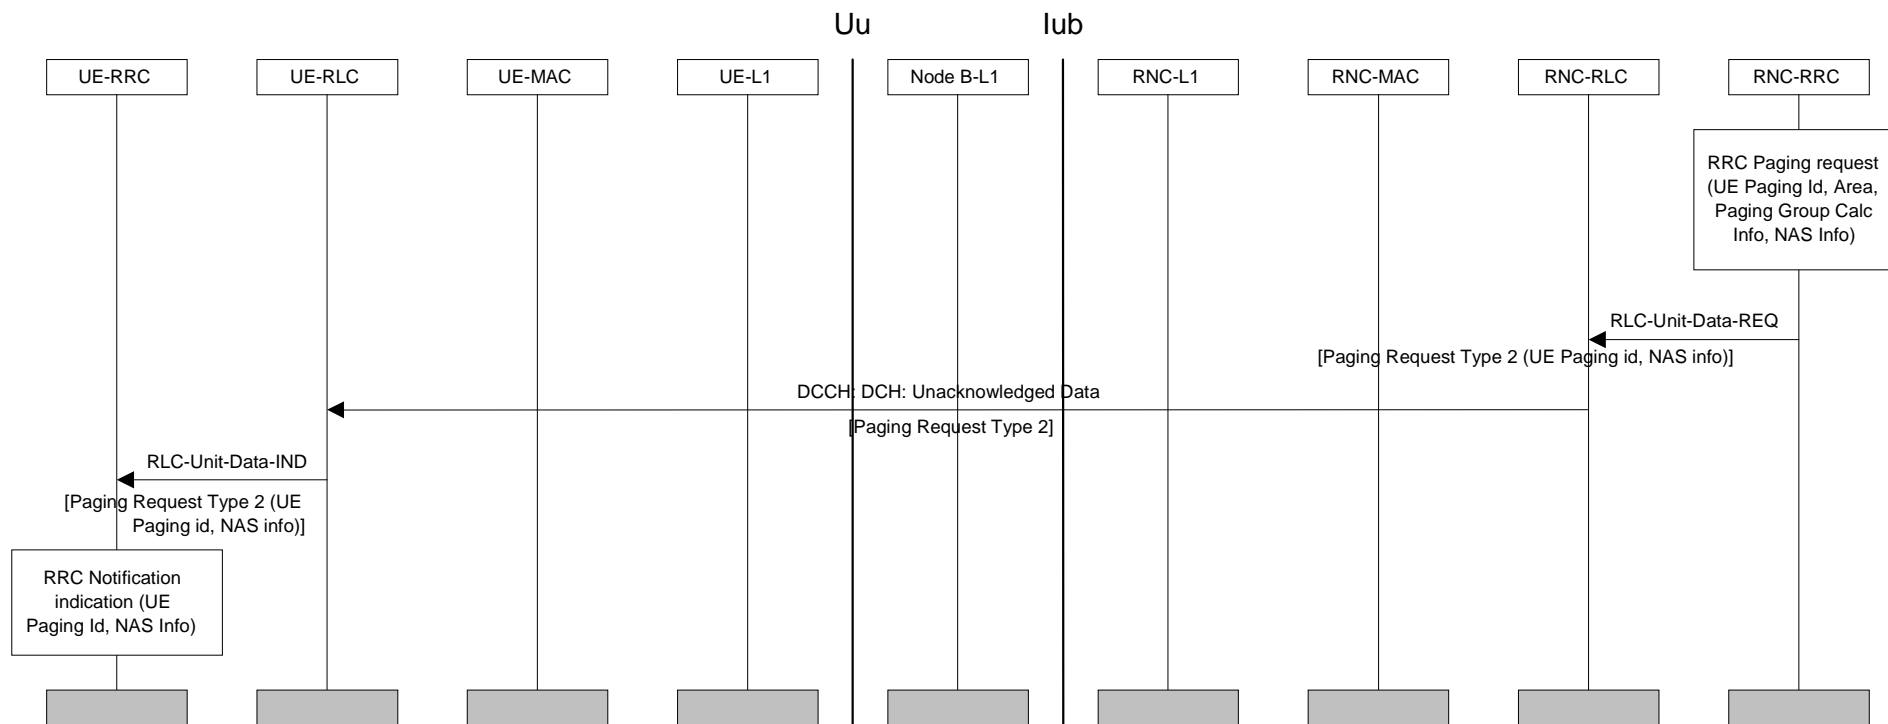 Uu
Iub
UE-RRC
UE-RLC
UE-MAC
UE-L1
Node B-L1
RNC-L1
RNC-MAC
RNC-RLC
RNC-RRC
RRC Paging request
(UE Paging Id, Area,
Paging Group Calc
Info, NAS Info)
RLC-Unit-Data-REQ
[Paging Request Type 2 (UE Paging id, NAS info)]
DCCH: DCH: Unacknowledged Data
[Paging Request Type 2]
RLC-Unit-Data-IND
[Paging Request Type 2 (UE
Paging id, NAS info)]
RRC Notification
indication (UE
Paging Id, NAS Info)